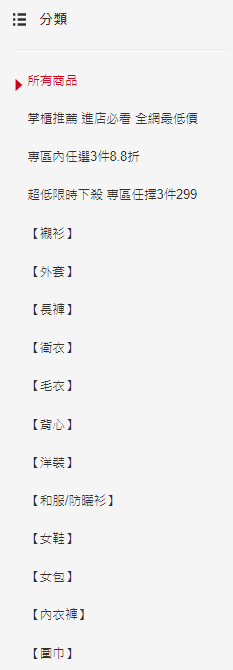 分類
所有商品
掌櫃推薦 進店必看 全網最低價
專區內任選3件8.8折
超低限時下殺 專區任擇3件299
【襯衫】
【外套】
【長褲】
【衛衣】
【毛衣】
【背心】
【洋裝】
【和服/防曬衫】
【女鞋】
【女包】
【內衣褲】
【圍巾】